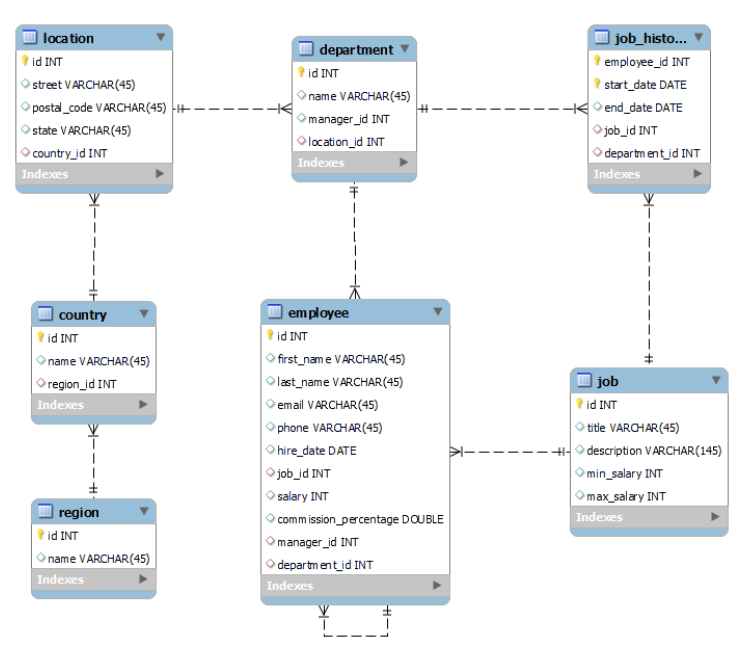 location
id INT
street VARCHAR(45)
postal_code VARCHAR(45)
state VARCHAR(45)
country_id INT
Indexes
department
id INT
name VARCHAR(45)
manager_id INT
location_id INT
Indexes
job_histo...
employee_id INT
start_date DATE
end_date DATE
job_id INT
department_id INT
Indexes
country
id INT
name VARCHAR(45)
region_id INT
Indexes
employee
id INT
first_name VARCHAR(45)
last_name VARCHAR(45)
email VARCHAR(45)
phone VARCHAR(45)
hire_date DATE
job_id INT
salary INT
commission_percentage DOUBLE
manager_id INT
department_id INT
Indexes
job
id INT
title VARCHAR(45)
description VARCHAR(145)
min_salary INT
max_salary INT
Indexes
region
id INT
name VARCHAR(45)
Indexes